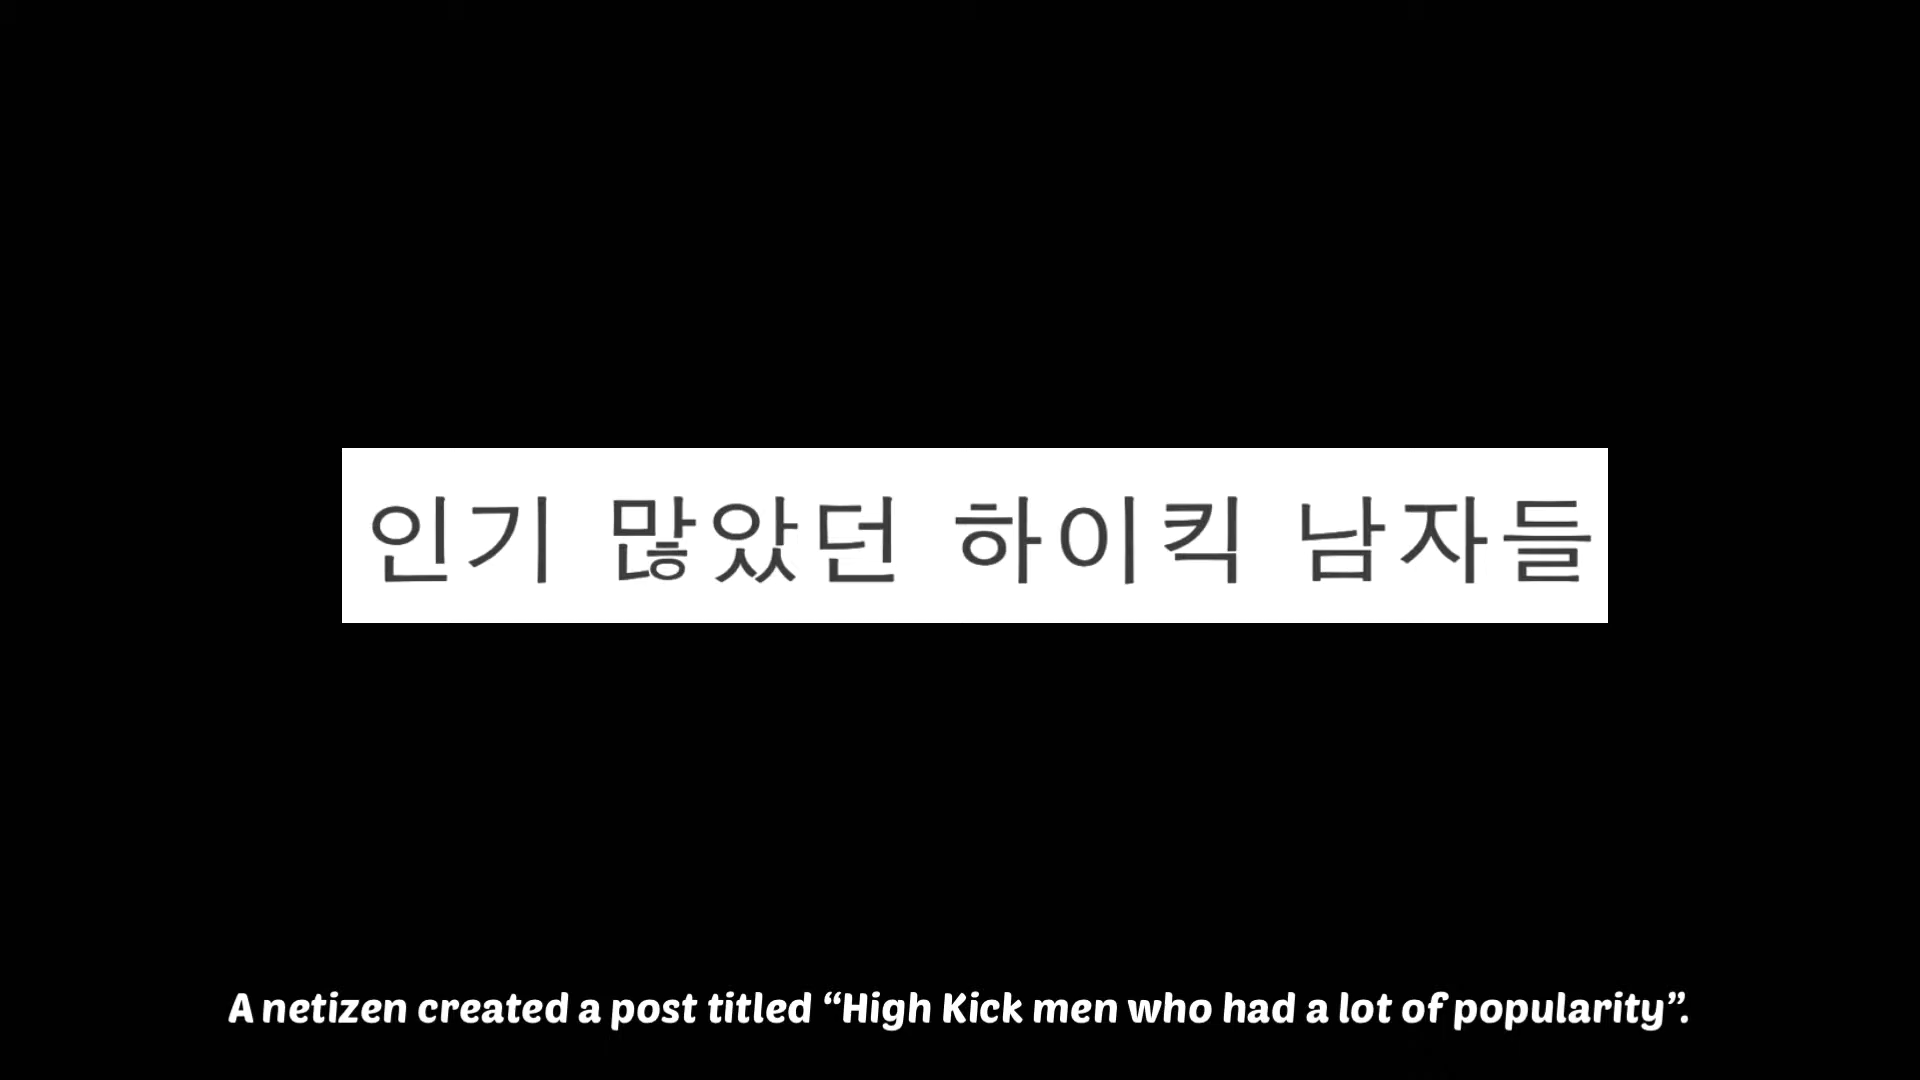 인기 많았던 하이킥 남자들
A netizen created a post titled “High Kick men who had a lot of popularity”.